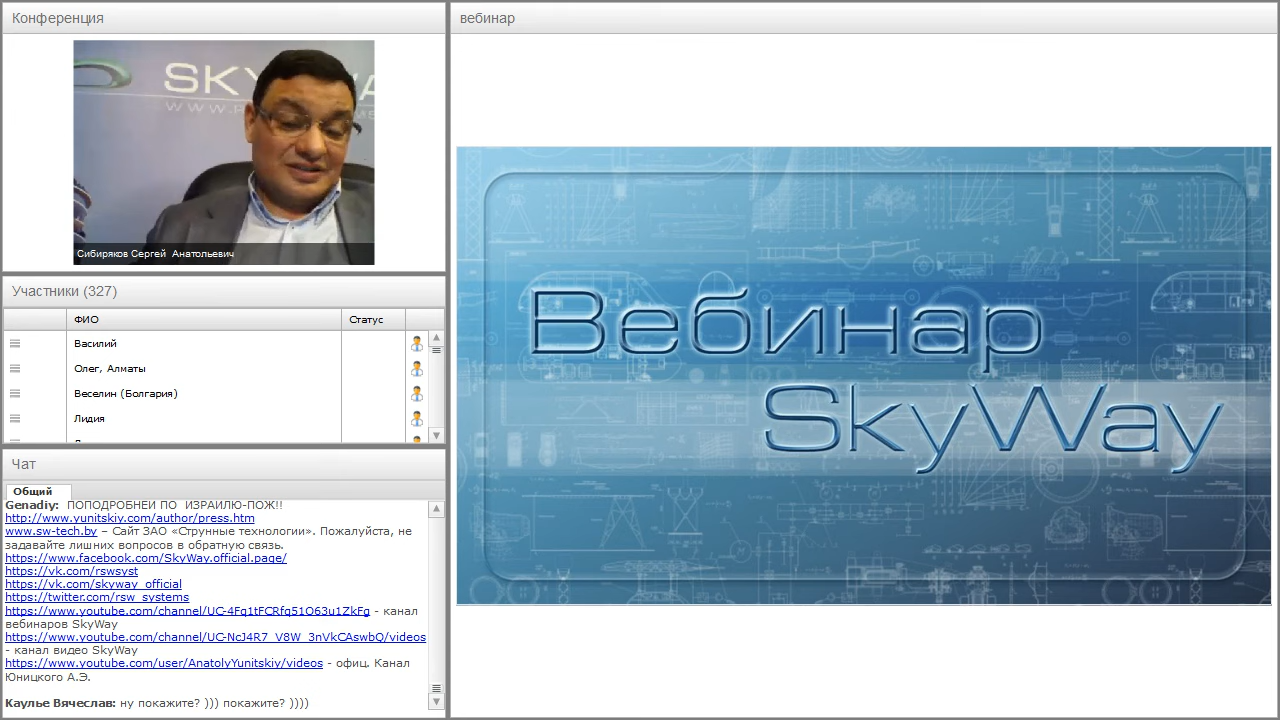 Конференция
SKYWA
WWW.R
MS
Сибиряков Сергей Анатольевич
Участники (327)
ФИО Статус
Василий
Олег, Алматы
Веселин (Болгария)
Лидия
Чат
Общий
Genadiy: ПОПОДРОБНЕЙ ПО ИЗРАИЛЮ-ПОЖ!!
http://www.yunitskiy.com/author/press.htm
www.sw-tech.by – Сайт ЗАО «Струнные технологии». Пожалуйста, не
задавайте лишних вопросов в обратную связь.
https://www.facebook.com/SkyWay.official.page/
https://vk.com/rswsyst
https://vk.com/skyway_official
https://twitter.com/rsw_systems
https://www.youtube.com/channel/UC-4Fq1tFCRfq51O63u1ZkFg - канал
вебинаров SkyWay
https://www.youtube.com/channel/UC-NcJ4R7_V8W_3nVkCAswbQ/videos
- канал видео SkyWay
https://www.youtube.com/user/AnatolyYunitskiy/videos - офиц. Канал
Юницкого А.Э.
Каулье Вячеслав: ну покажите? ))) покажите? ))))
вебинар
Вебинар
SkyWay